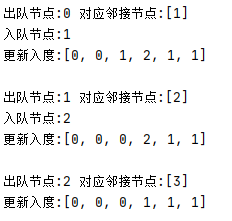 出队节点:0 对应邻接节点:[1]
入队节点:1
更新入度:[0, 0, 1, 2, 1, 1]
出队节点:1 对应邻接节点:[2]
入队节点:2
更新入度:[0, 0, 0, 2, 1, 1]
出队节点:2 对应邻接节点:[3]
更新入度:[0, 0, 0, 1, 1, 1]